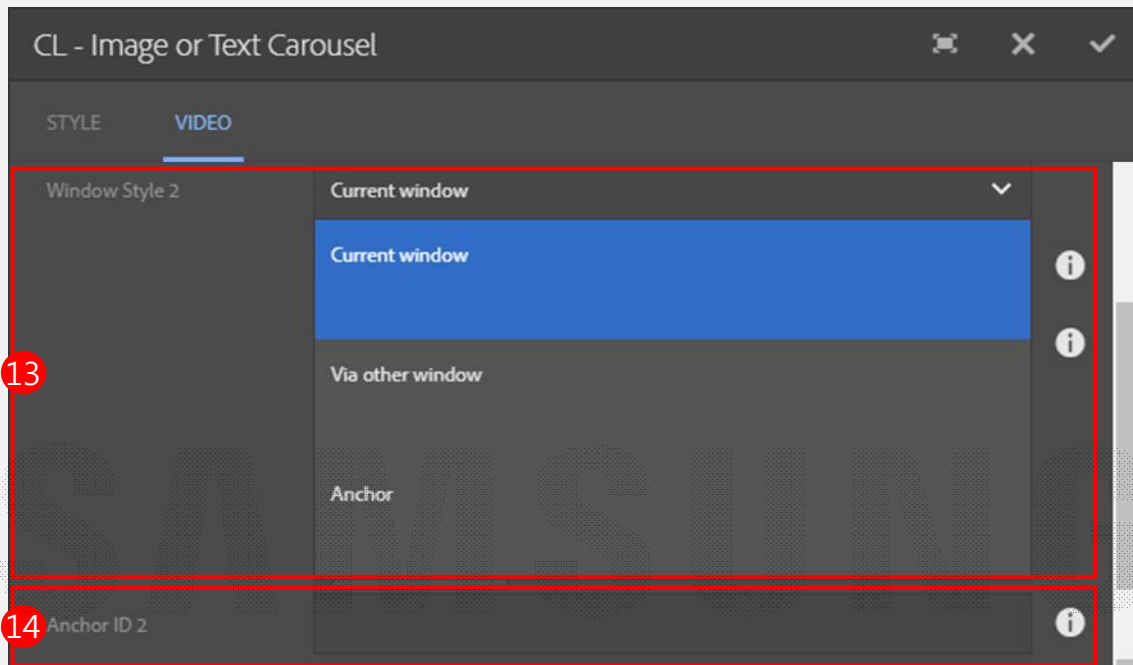 CL - Image or Text Carousel
STYLE VIDEO
Window Style 2 Current window
Current window
13
Via other window
Anchor
SAMSUNG
14 Anchor ID 2